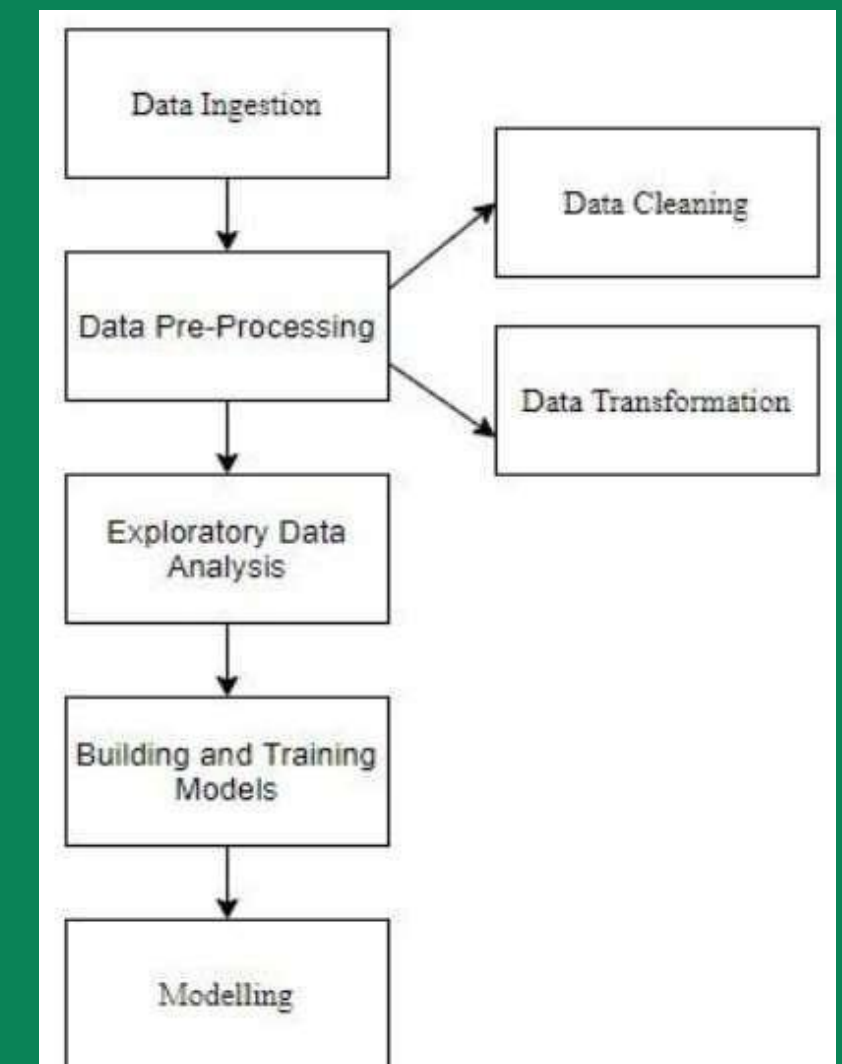 Data Ingestion
Data Cleaning
Data Pre-Processing
Data Transformation
Exploratory Data
Analysis
Building and Training
Models
Modelling